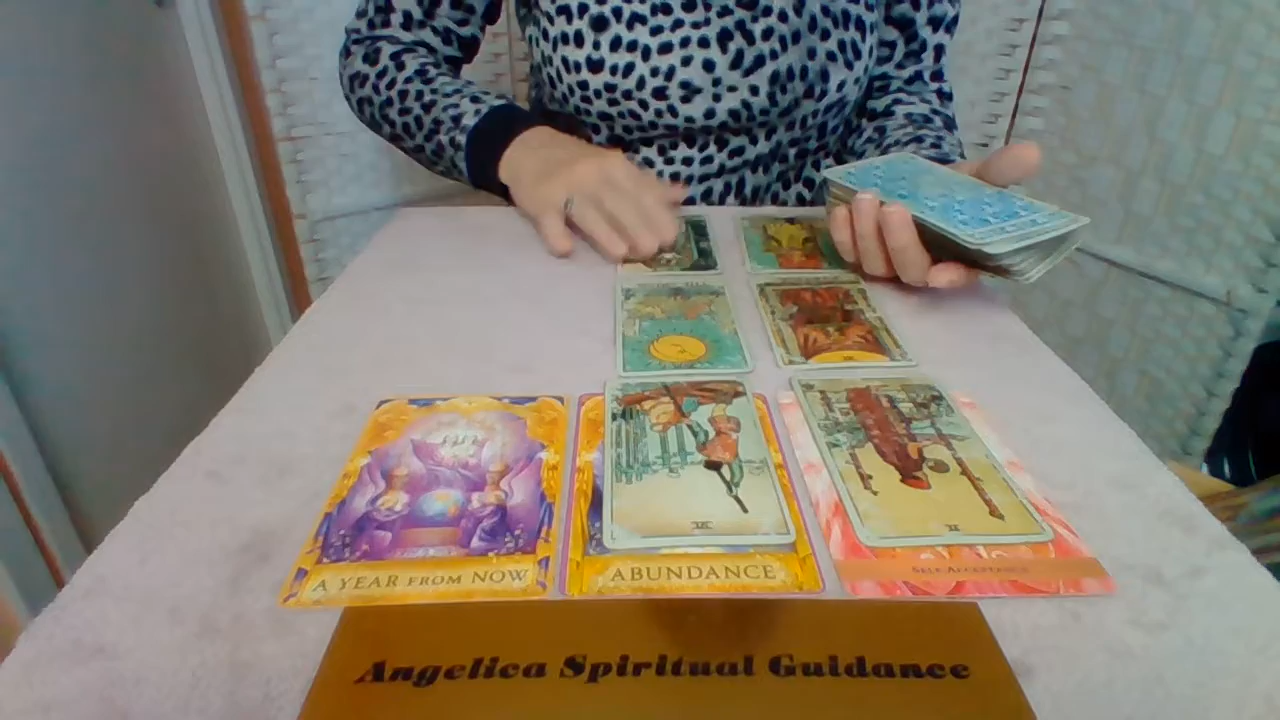 A YEAR FROM NOW
ABUNDANCE
SELF-ACCEPTANCE
Angelica Spiritual Guidance